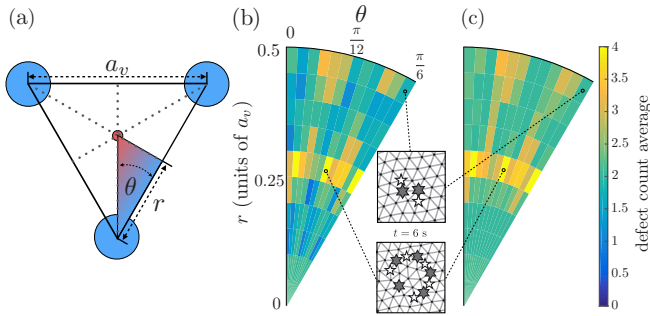 (a)
a_v
θ
r
(b)
θ
0
π/12
π/6
0.5
0.25
0
r (units of a_v)
t = 6 s
(c)
4
3.5
3
2.5
2
1.5
1
0.5
0
defect count average